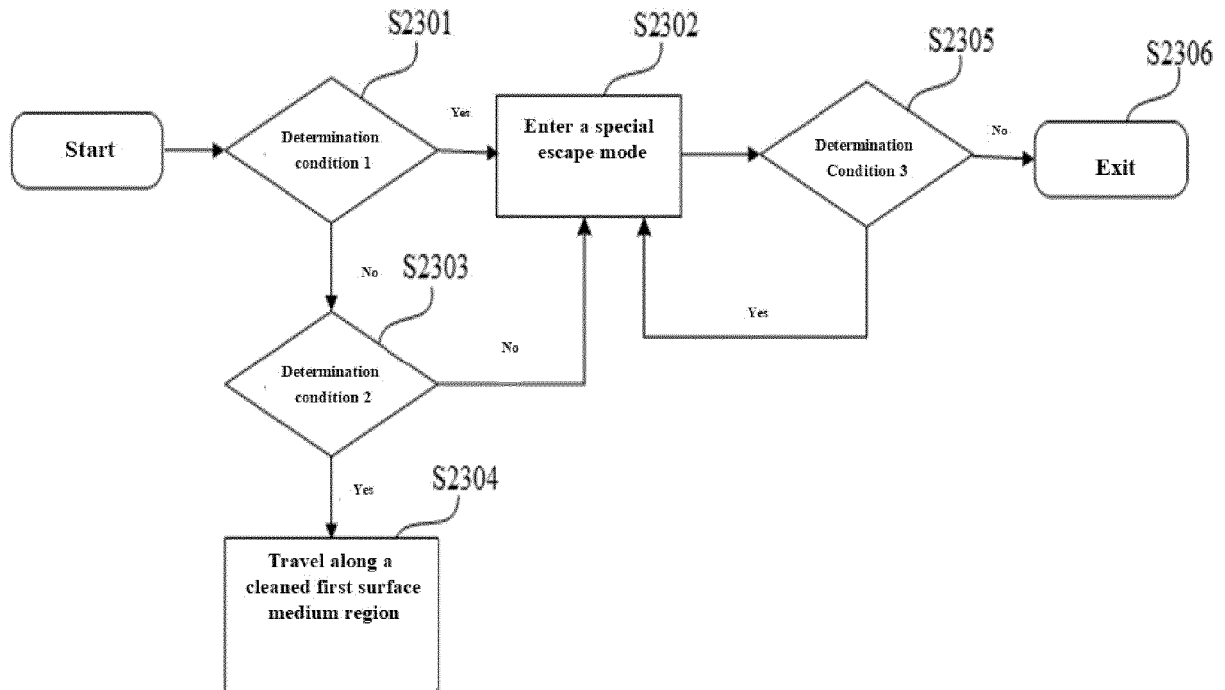 S2301
S2302
S2305
S2306
Start
Determination
condition 1
Yes
Enter a special
escape mode
Determination
Condition 3
No
Exit
No
S2303
Determination
condition 2
No
Yes
Yes
S2304
Travel along a
cleaned first surface
medium region